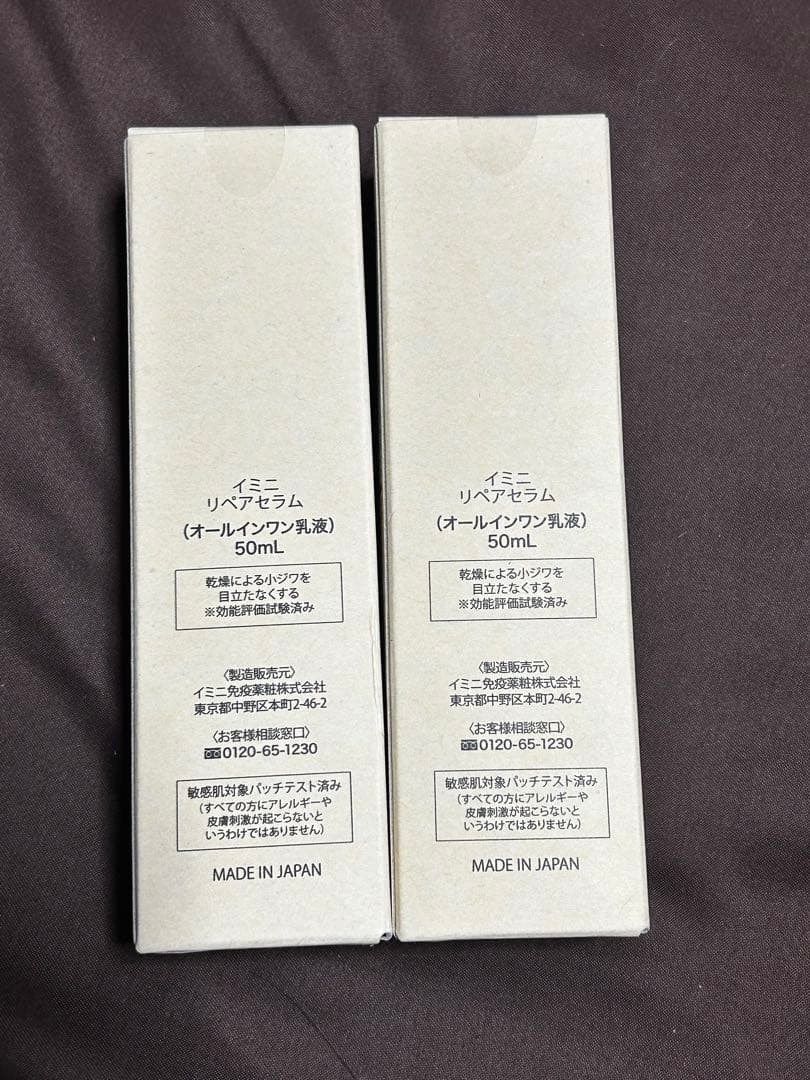 イミニ
リペアセラム
（オールインワン乳液）
50mL
乾燥による小ジワを
目立たなくする
※効能評価試験済み
〈製造販売元〉
イミニ免疫薬粧株式会社
東京都中野区本町2-46-2
〈お客様相談窓口〉
0120-65-1230
敏感肌対象パッチテスト済み
（すべての方にアレルギーや
皮膚刺激が起こらないと
いうわけではありません）
MADE IN JAPAN
イミニ
リペアセラム
（オールインワン乳液）
50mL
乾燥による小ジワを
目立たなくする
※効能評価試験済み
〈製造販売元〉
イミニ免疫薬粧株式会社
東京都中野区本町2-46-2
〈お客様相談窓口〉
0120-65-1230
敏感肌対象パッチテスト済み
（すべての方にアレルギーや
皮膚刺激が起こらないと
いうわけではありません）
MADE IN JAPAN